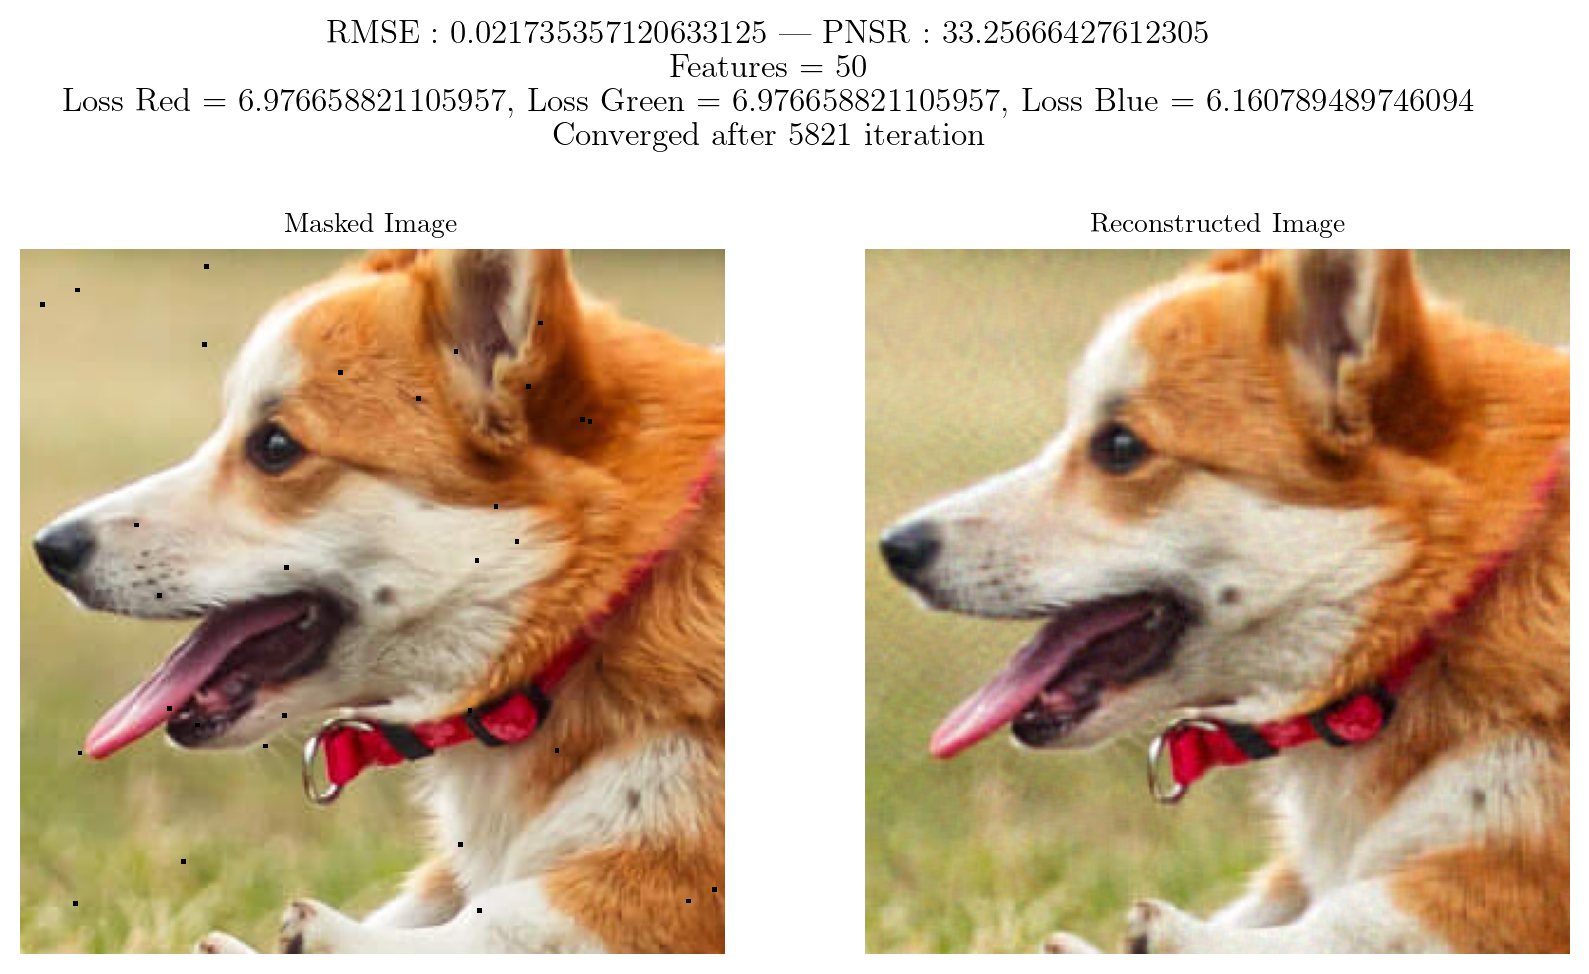 RMSE : 0.021735357120633125 — PNSR : 33.25666427612305
Features = 50
Loss Red = 6.976658821105957, Loss Green = 6.976658821105957, Loss Blue = 6.160789489746094
Converged after 5821 iteration
Masked Image
Reconstructed Image